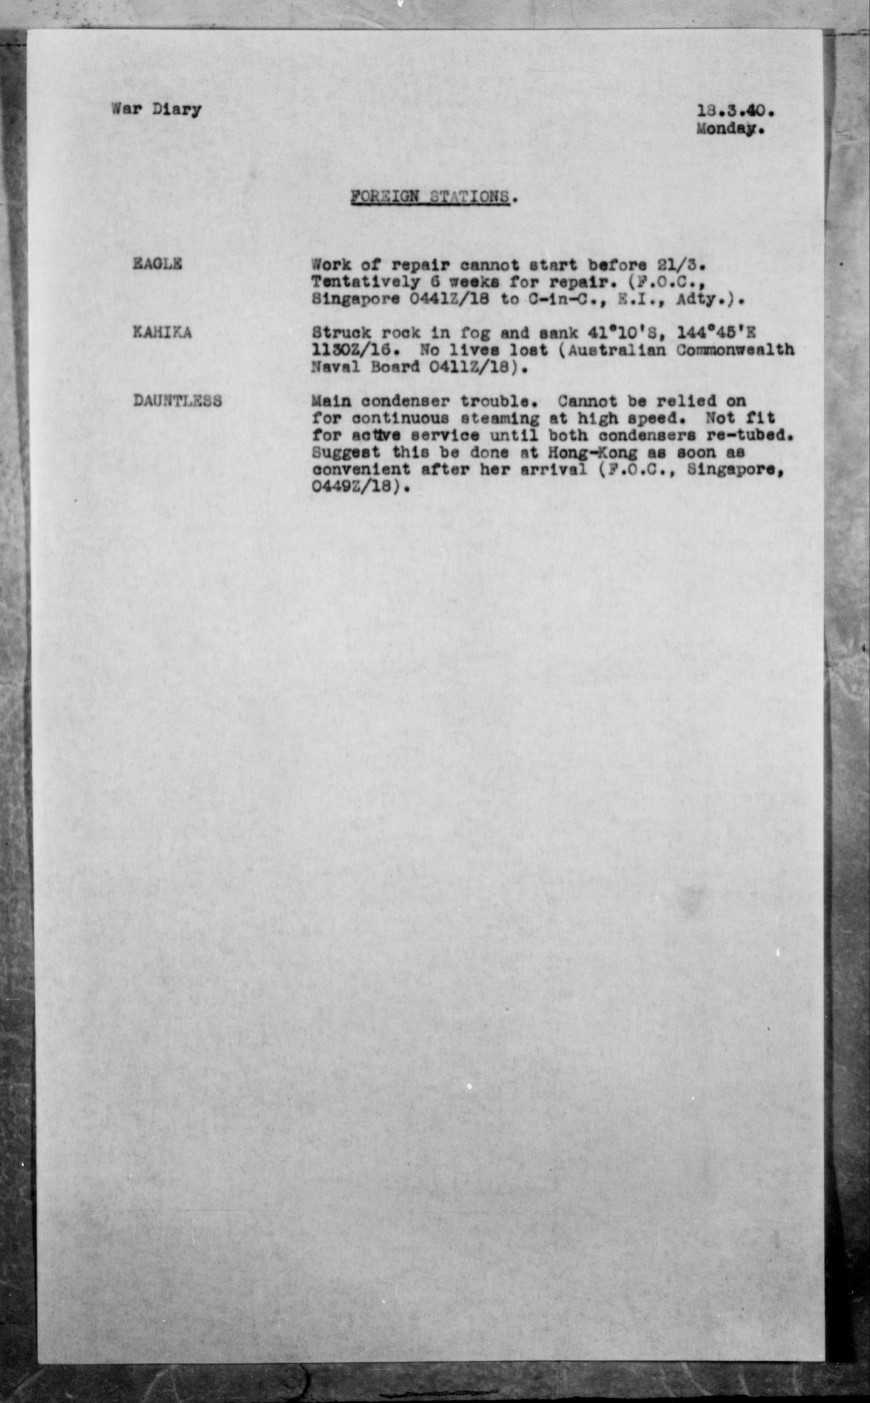 War Diary
18.3.40.
Monday.
FOREIGN STATIONS.
EAGLE
Work of repair cannot start before 21/3.
Tentatively 6 weeks for repair. (F.O.C.,
Singapore 0441Z/18 to C-in-C., E.I., Adty.).
KAHIKA
Struck rock in fog and sank 41°10'S, 144°45'E
1130Z/16. No lives lost (Australian Commonwealth
Naval Board 0411Z/18).
DAUNTLESS
Main condenser trouble. Cannot be relied on
for continuous steaming at high speed. Not fit
for active service until both condensers re-tubed.
Suggest this be done at Hong-Kong as soon as
convenient after her arrival (F.O.C., Singapore,
0449Z/18).